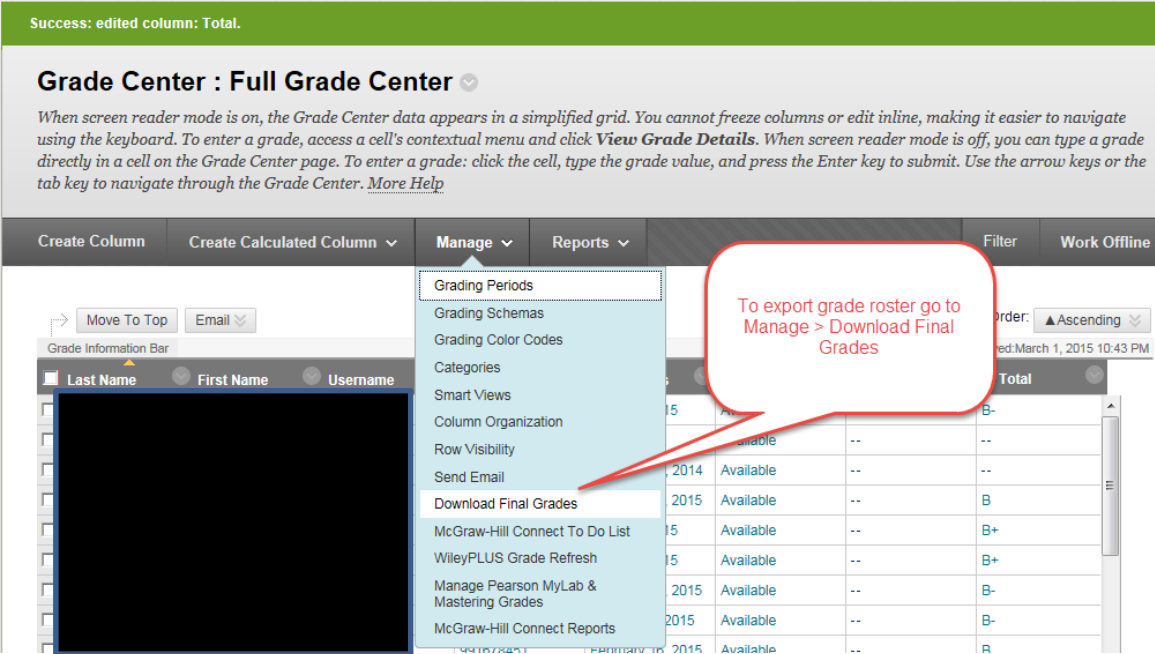 Success: edited column: Total.
Grade Center : Full Grade Center
When screen reader mode is on, the Grade Center data appears in a simplified grid. You cannot freeze columns or edit inline, making it easier to navigate
using the keyboard. To enter a grade, access a cell's contextual menu and click View Grade Details. When screen reader mode is off, you can type a grade
directly in a cell on the Grade Center page. To enter a grade: click the cell, type the grade value, and press the Enter key to submit. Use the arrow keys or the
tab key to navigate through the Grade Center. More Help
Create Column Create Calculated Column Manage Reports Filter Work Offline
Grading Periods
Grading Schemas
Grading Color Codes
Categories
Smart Views
Column Organization
Row Visibility
Send Email
Download Final Grades
McGraw-Hill Connect To Do List
WileyPLUS Grade Refresh
Manage Pearson MyLab &
Mastering Grades
McGraw-Hill Connect Reports
To export grade roster go to
Manage > Download Final
Grades
Move To Top Email Order: ▲Ascending
Grade Information Bar ved:March 1, 2015 10:43 PM
Last Name First Name Username s Total
15 Available -- B-
Available -- --
, 2014 Available -- --
, 2015 Available -- B
15 Available -- B+
15 Available -- B+
, 2015 Available -- B-
2015 Available -- B-
991678451 February 16, 2015 Available -- B